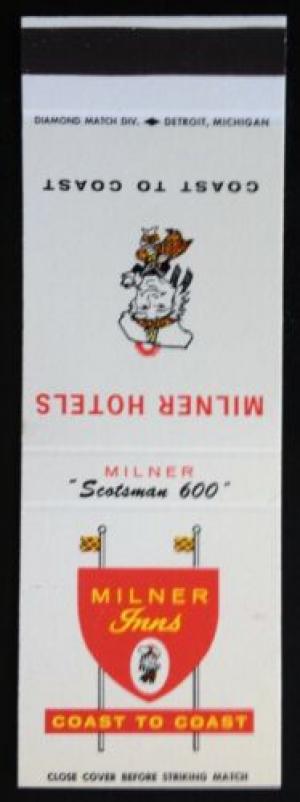 DIAMOND MATCH DIV. DETROIT, MICHIGAN
COAST TO COAST
MILNER HOTELS
MILNER
"Scotsman 600"
MILNER
Inns
COAST TO COAST
CLOSE COVER BEFORE STRIKING MATCH